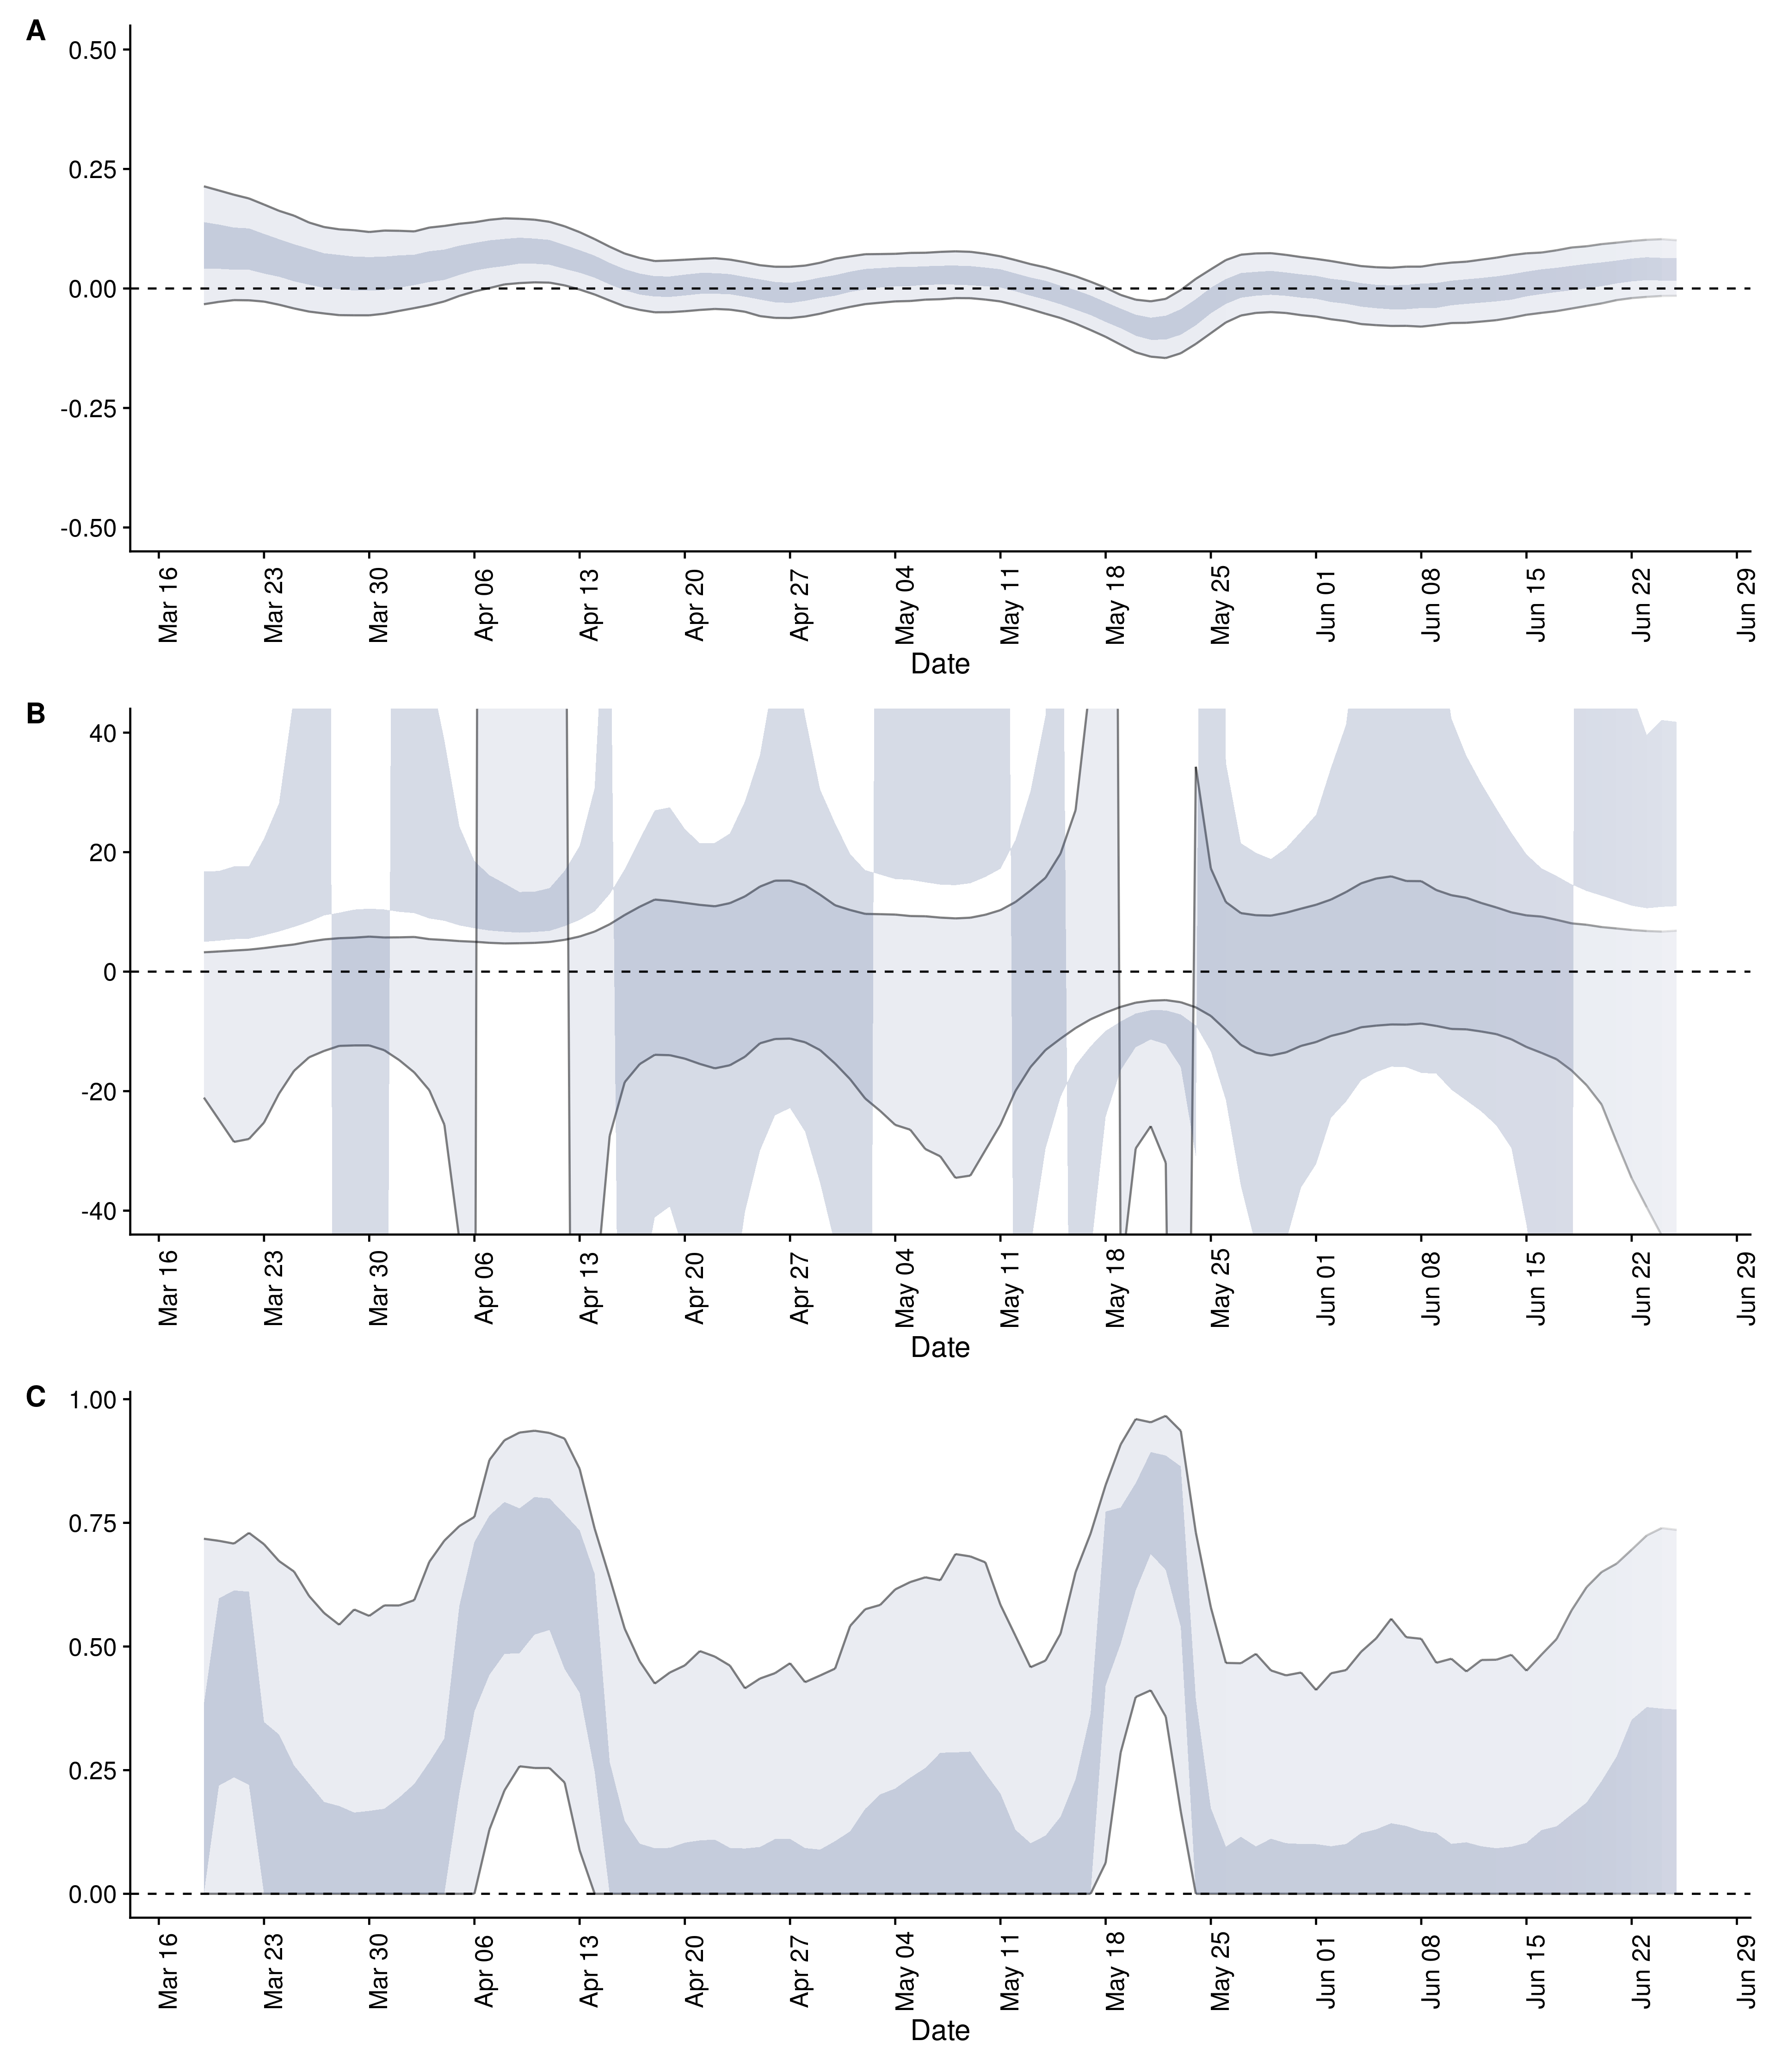 A
0.50
0.25
0.00
-0.25
-0.50
Mar 16
Mar 23
Mar 30
Apr 06
Apr 13
Apr 20
Apr 27
May 04
May 11
May 18
May 25
Jun 01
Jun 08
Jun 15
Jun 22
Jun 29
Date
B
40
20
0
-20
-40
Mar 16
Mar 23
Mar 30
Apr 06
Apr 13
Apr 20
Apr 27
May 04
May 11
May 18
May 25
Jun 01
Jun 08
Jun 15
Jun 22
Jun 29
Date
C
1.00
0.75
0.50
0.25
0.00
Mar 16
Mar 23
Mar 30
Apr 06
Apr 13
Apr 20
Apr 27
May 04
May 11
May 18
May 25
Jun 01
Jun 08
Jun 15
Jun 22
Jun 29
Date